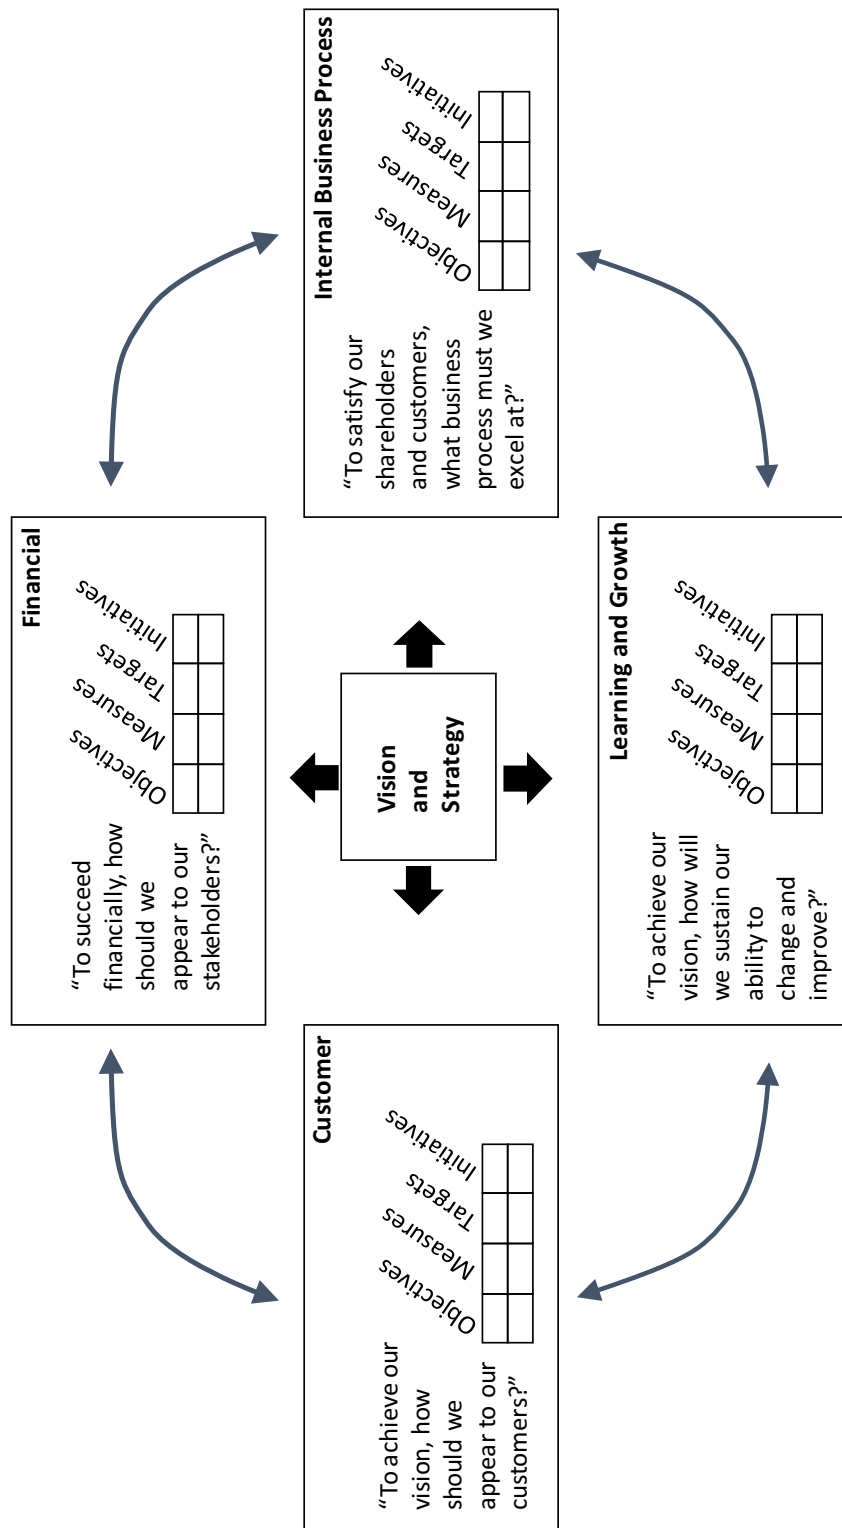 Financial
“To succeed
financially, how
should we
appear to our
stakeholders?”
Objectives
Measures
Targets
Initiatives
Customer
“To achieve our
vision, how
should we
appear to our
customers?”
Objectives
Measures
Targets
Initiatives
Vision
and
Strategy
Internal Business Process
“To satisfy our
shareholders
and customers,
what business
process must we
excel at?”
Objectives
Measures
Targets
Initiatives
Learning and Growth
“To achieve our
vision, how will
we sustain our
ability to
change and
improve?”
Objectives
Measures
Targets
Initiatives